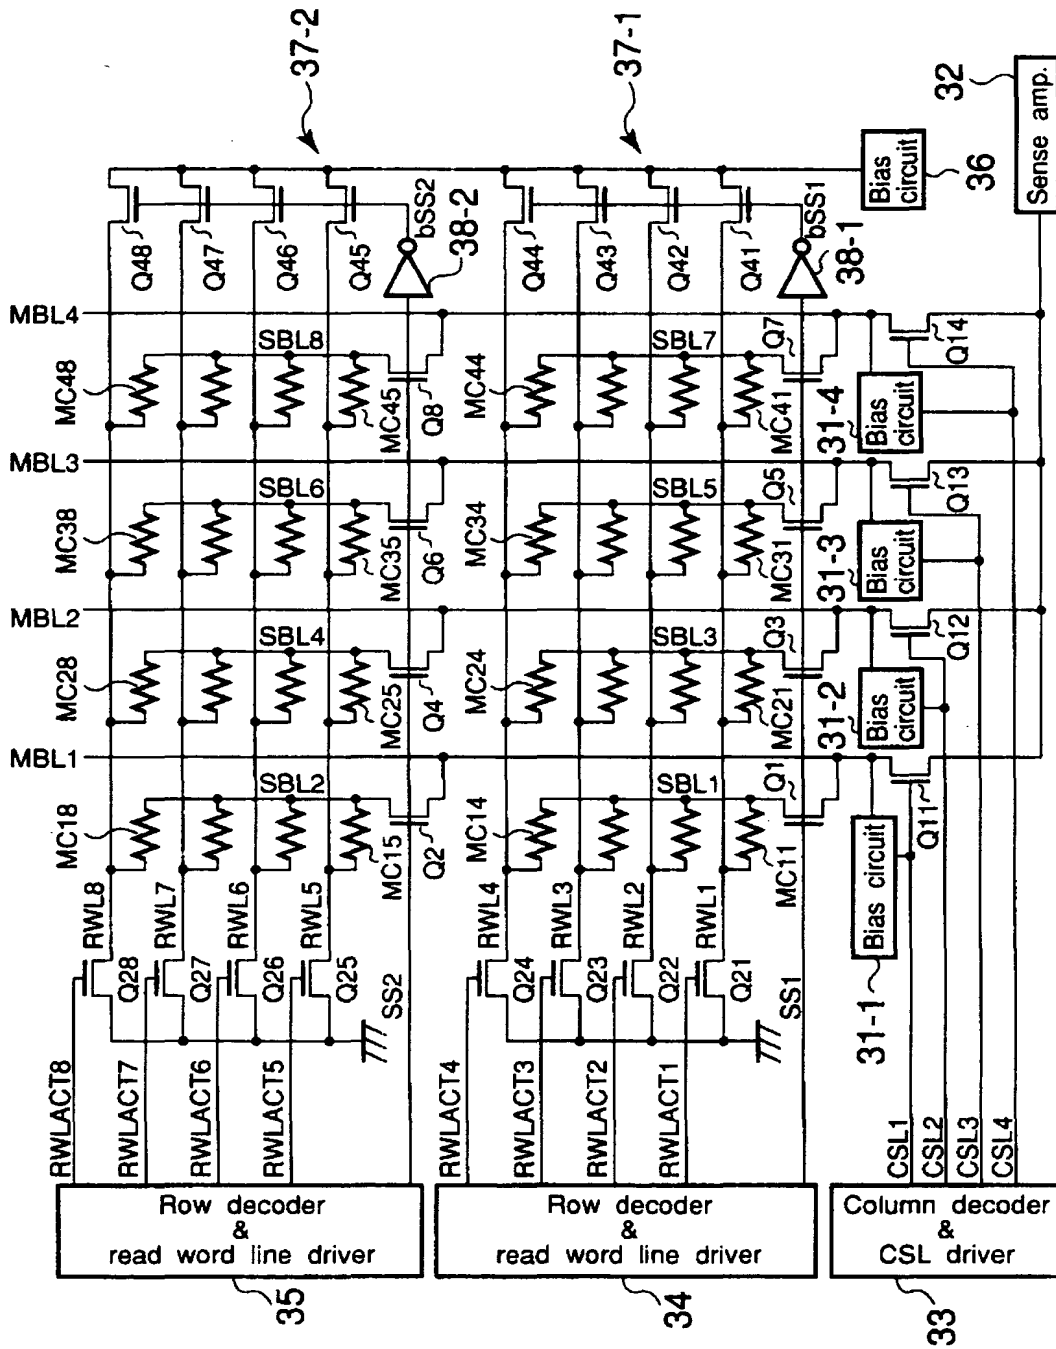 37-2
37-1
32
Sense amp.
Bias
circuit
36
Q48
Q47
Q46
Q45
bSS2
38-2
Q44
Q43
Q42
Q41
bSS1
38-1
MBL4
MC48
SBL8
MC45
Q8
MC44
SBL7
MC41
Q7
31-4
Bias
circuit
Q14
MBL3
MC38
SBL6
MC35
Q6
MC34
SBL5
MC31
Q5
31-3
Bias
circuit
Q13
MBL2
MC28
SBL4
MC25
Q4
MC24
SBL3
MC21
Q3
31-2
Bias
circuit
Q12
MBL1
MC18
SBL2
MC15
Q2
MC14
SBL1
MC11
Q1
Bias circuit
31-1
Q11
RWL8
RWL7
RWL6
RWL5
RWL4
RWL3
RWL2
RWL1
Q28
Q27
Q26
Q25
SS2
Q24
Q23
Q22
Q21
SS1
RWLACT8
RWLACT7
RWLACT6
RWLACT5
RWLACT4
RWLACT3
RWLACT2
RWLACT1
CSL1
CSL2
CSL3
CSL4
Row decoder
&
read word line driver
35
Row decoder
&
read word line driver
34
Column decoder
&
CSL driver
33